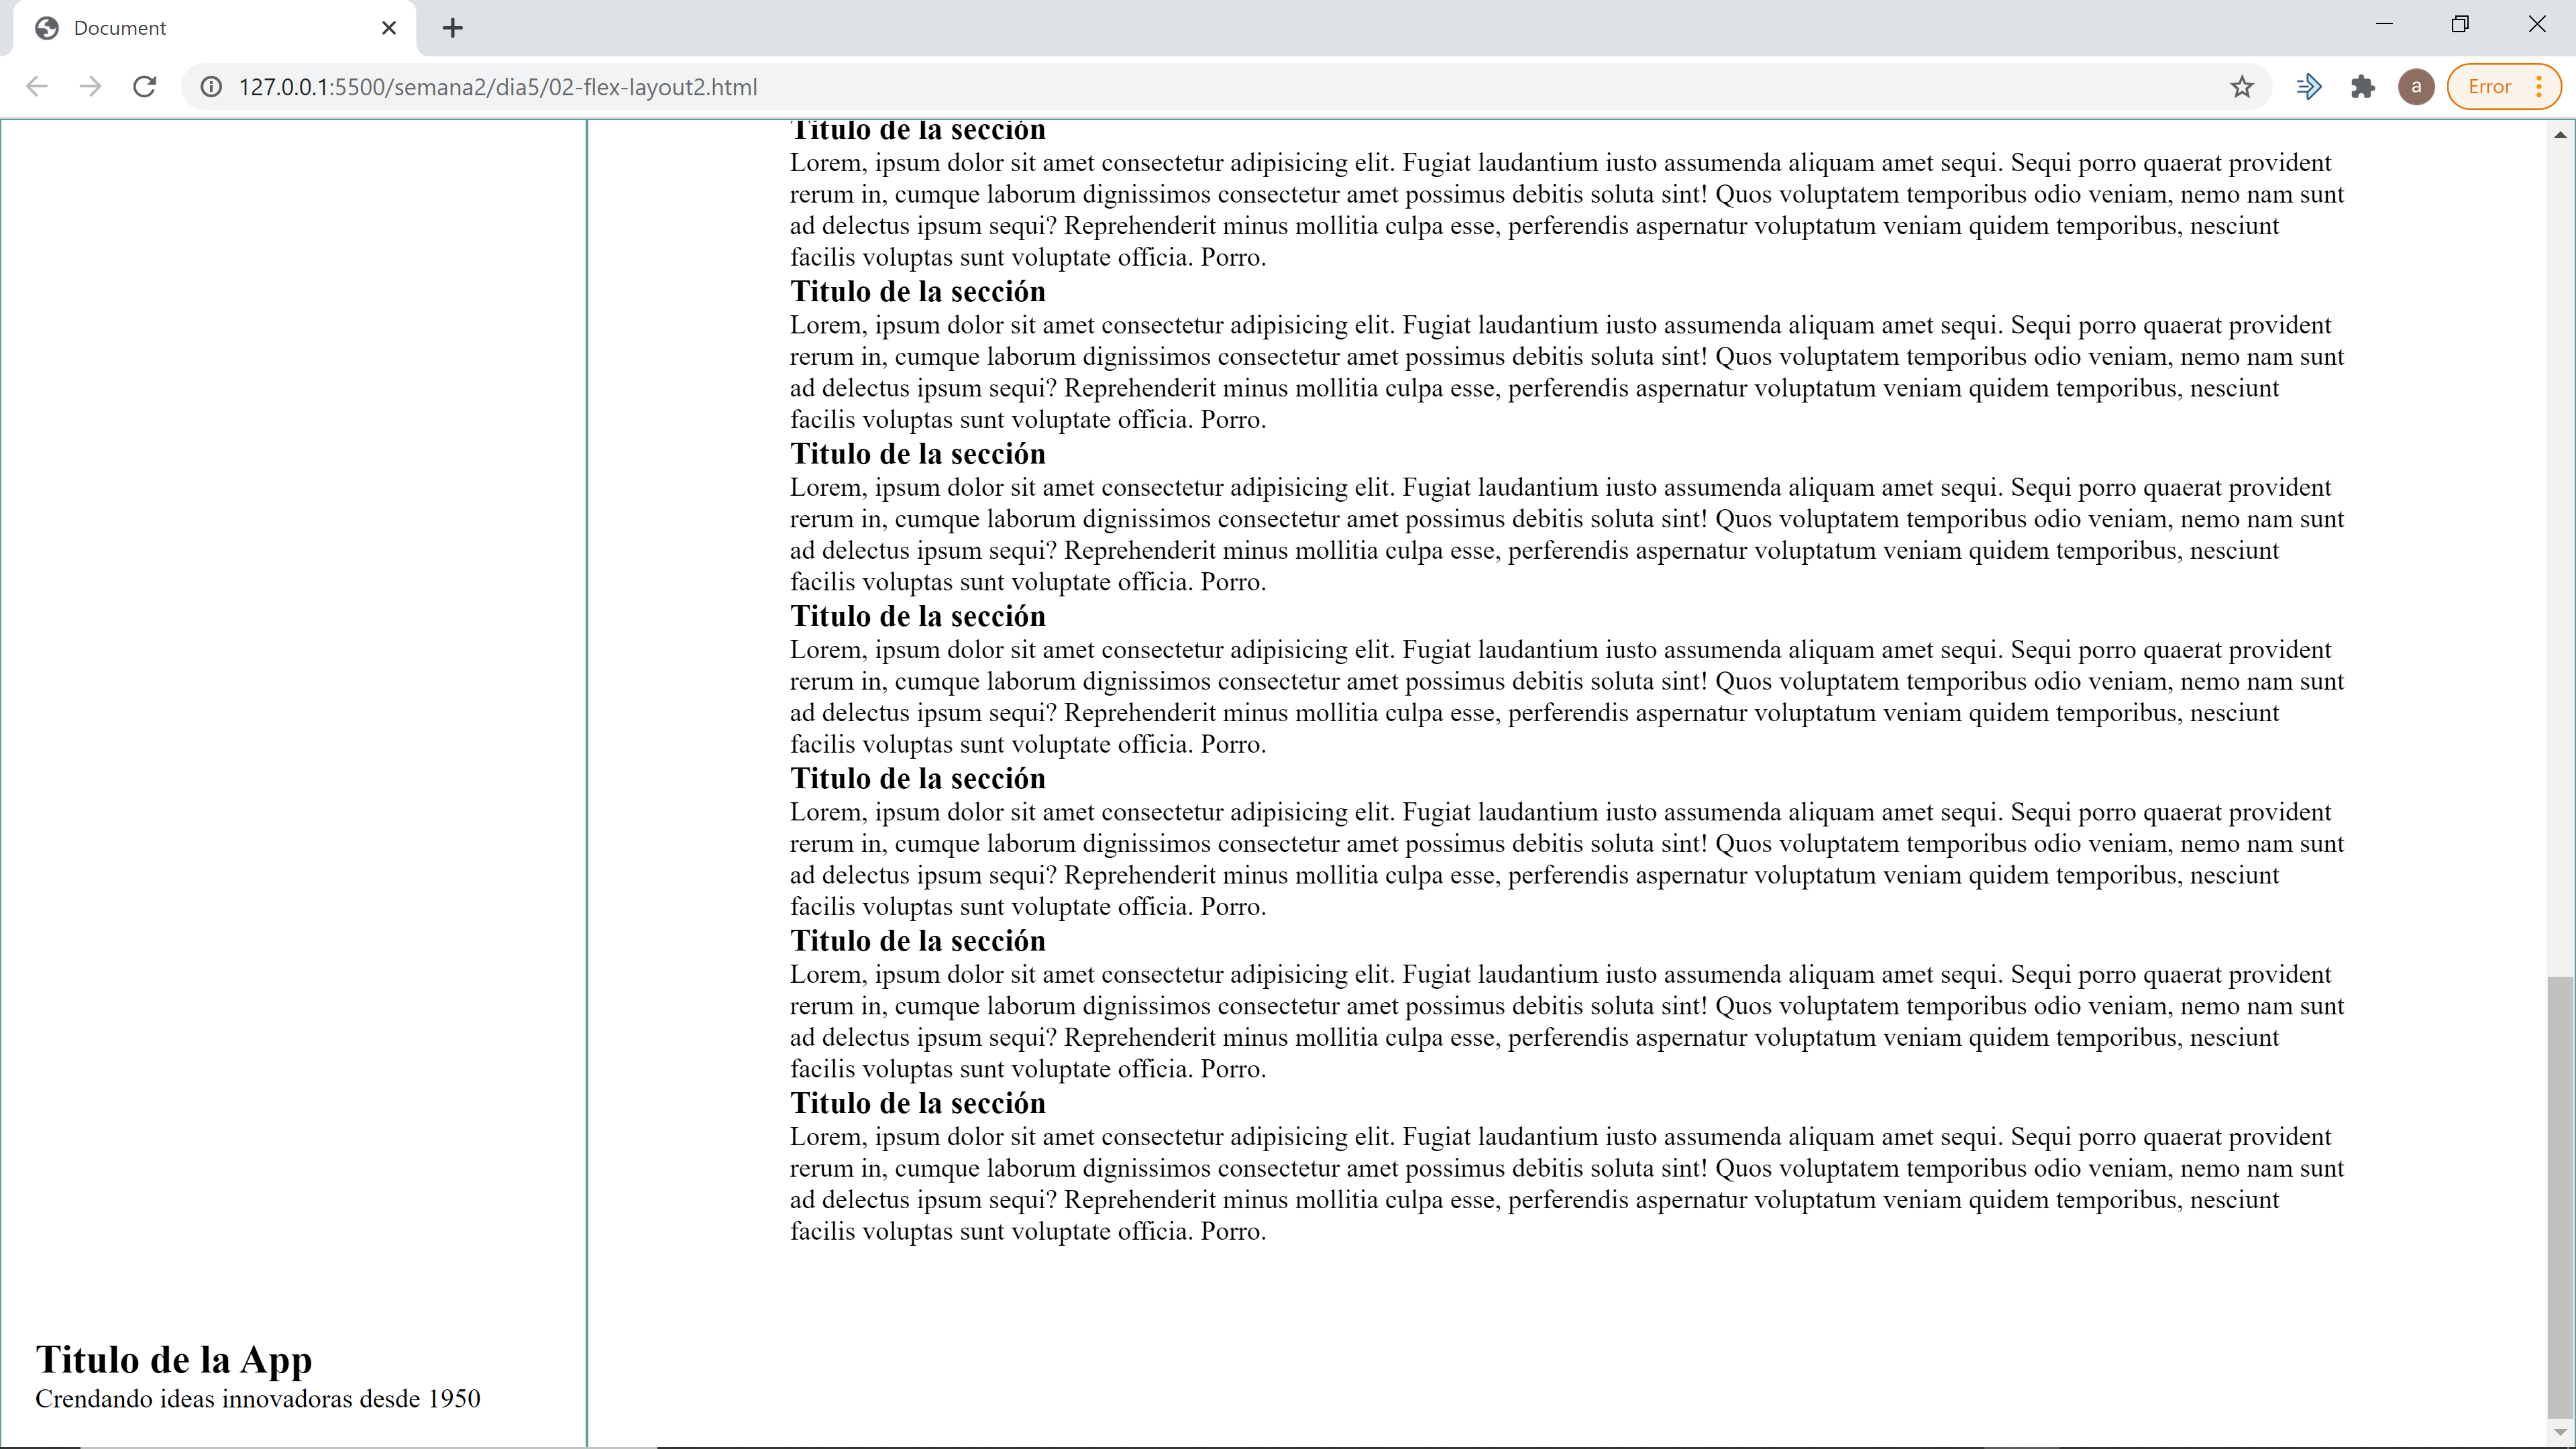 Document
127.0.0.1:5500/semana2/dia5/02-flex-layout2.html
a
Error
Titulo de la sección
Lorem, ipsum dolor sit amet consectetur adipisicing elit. Fugiat laudantium iusto assumenda aliquam amet sequi. Sequi porro quaerat provident
rerum in, cumque laborum dignissimos consectetur amet possimus debitis soluta sint! Quos voluptatem temporibus odio veniam, nemo nam sunt
ad delectus ipsum sequi? Reprehenderit minus mollitia culpa esse, perferendis aspernatur voluptatum veniam quidem temporibus, nesciunt
facilis voluptas sunt voluptate officia. Porro.
Titulo de la sección
Lorem, ipsum dolor sit amet consectetur adipisicing elit. Fugiat laudantium iusto assumenda aliquam amet sequi. Sequi porro quaerat provident
rerum in, cumque laborum dignissimos consectetur amet possimus debitis soluta sint! Quos voluptatem temporibus odio veniam, nemo nam sunt
ad delectus ipsum sequi? Reprehenderit minus mollitia culpa esse, perferendis aspernatur voluptatum veniam quidem temporibus, nesciunt
facilis voluptas sunt voluptate officia. Porro.
Titulo de la sección
Lorem, ipsum dolor sit amet consectetur adipisicing elit. Fugiat laudantium iusto assumenda aliquam amet sequi. Sequi porro quaerat provident
rerum in, cumque laborum dignissimos consectetur amet possimus debitis soluta sint! Quos voluptatem temporibus odio veniam, nemo nam sunt
ad delectus ipsum sequi? Reprehenderit minus mollitia culpa esse, perferendis aspernatur voluptatum veniam quidem temporibus, nesciunt
facilis voluptas sunt voluptate officia. Porro.
Titulo de la sección
Lorem, ipsum dolor sit amet consectetur adipisicing elit. Fugiat laudantium iusto assumenda aliquam amet sequi. Sequi porro quaerat provident
rerum in, cumque laborum dignissimos consectetur amet possimus debitis soluta sint! Quos voluptatem temporibus odio veniam, nemo nam sunt
ad delectus ipsum sequi? Reprehenderit minus mollitia culpa esse, perferendis aspernatur voluptatum veniam quidem temporibus, nesciunt
facilis voluptas sunt voluptate officia. Porro.
Titulo de la sección
Lorem, ipsum dolor sit amet consectetur adipisicing elit. Fugiat laudantium iusto assumenda aliquam amet sequi. Sequi porro quaerat provident
rerum in, cumque laborum dignissimos consectetur amet possimus debitis soluta sint! Quos voluptatem temporibus odio veniam, nemo nam sunt
ad delectus ipsum sequi? Reprehenderit minus mollitia culpa esse, perferendis aspernatur voluptatum veniam quidem temporibus, nesciunt
facilis voluptas sunt voluptate officia. Porro.
Titulo de la sección
Lorem, ipsum dolor sit amet consectetur adipisicing elit. Fugiat laudantium iusto assumenda aliquam amet sequi. Sequi porro quaerat provident
rerum in, cumque laborum dignissimos consectetur amet possimus debitis soluta sint! Quos voluptatem temporibus odio veniam, nemo nam sunt
ad delectus ipsum sequi? Reprehenderit minus mollitia culpa esse, perferendis aspernatur voluptatum veniam quidem temporibus, nesciunt
facilis voluptas sunt voluptate officia. Porro.
Titulo de la sección
Lorem, ipsum dolor sit amet consectetur adipisicing elit. Fugiat laudantium iusto assumenda aliquam amet sequi. Sequi porro quaerat provident
rerum in, cumque laborum dignissimos consectetur amet possimus debitis soluta sint! Quos voluptatem temporibus odio veniam, nemo nam sunt
ad delectus ipsum sequi? Reprehenderit minus mollitia culpa esse, perferendis aspernatur voluptatum veniam quidem temporibus, nesciunt
facilis voluptas sunt voluptate officia. Porro.
Titulo de la App
Crendando ideas innovadoras desde 1950